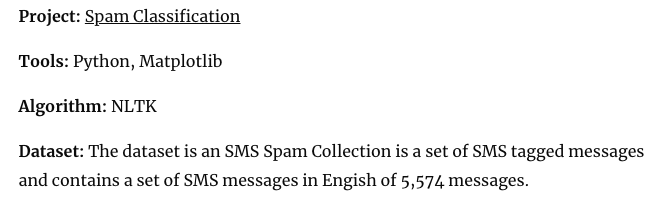 Project: Spam Classification
Tools: Python, Matplotlib
Algorithm: NLTK
Dataset: The dataset is an SMS Spam Collection is a set of SMS tagged messages
and contains a set of SMS messages in Engish of 5,574 messages.